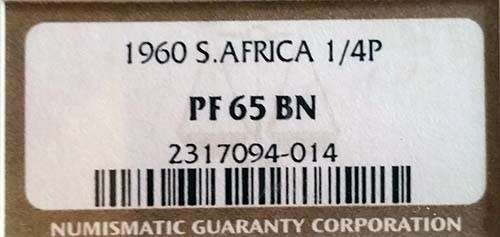 1960 S.AFRICA 1/4P
PF 65 BN
2317094-014
NUMISMATIC GUARANTY CORPORATION